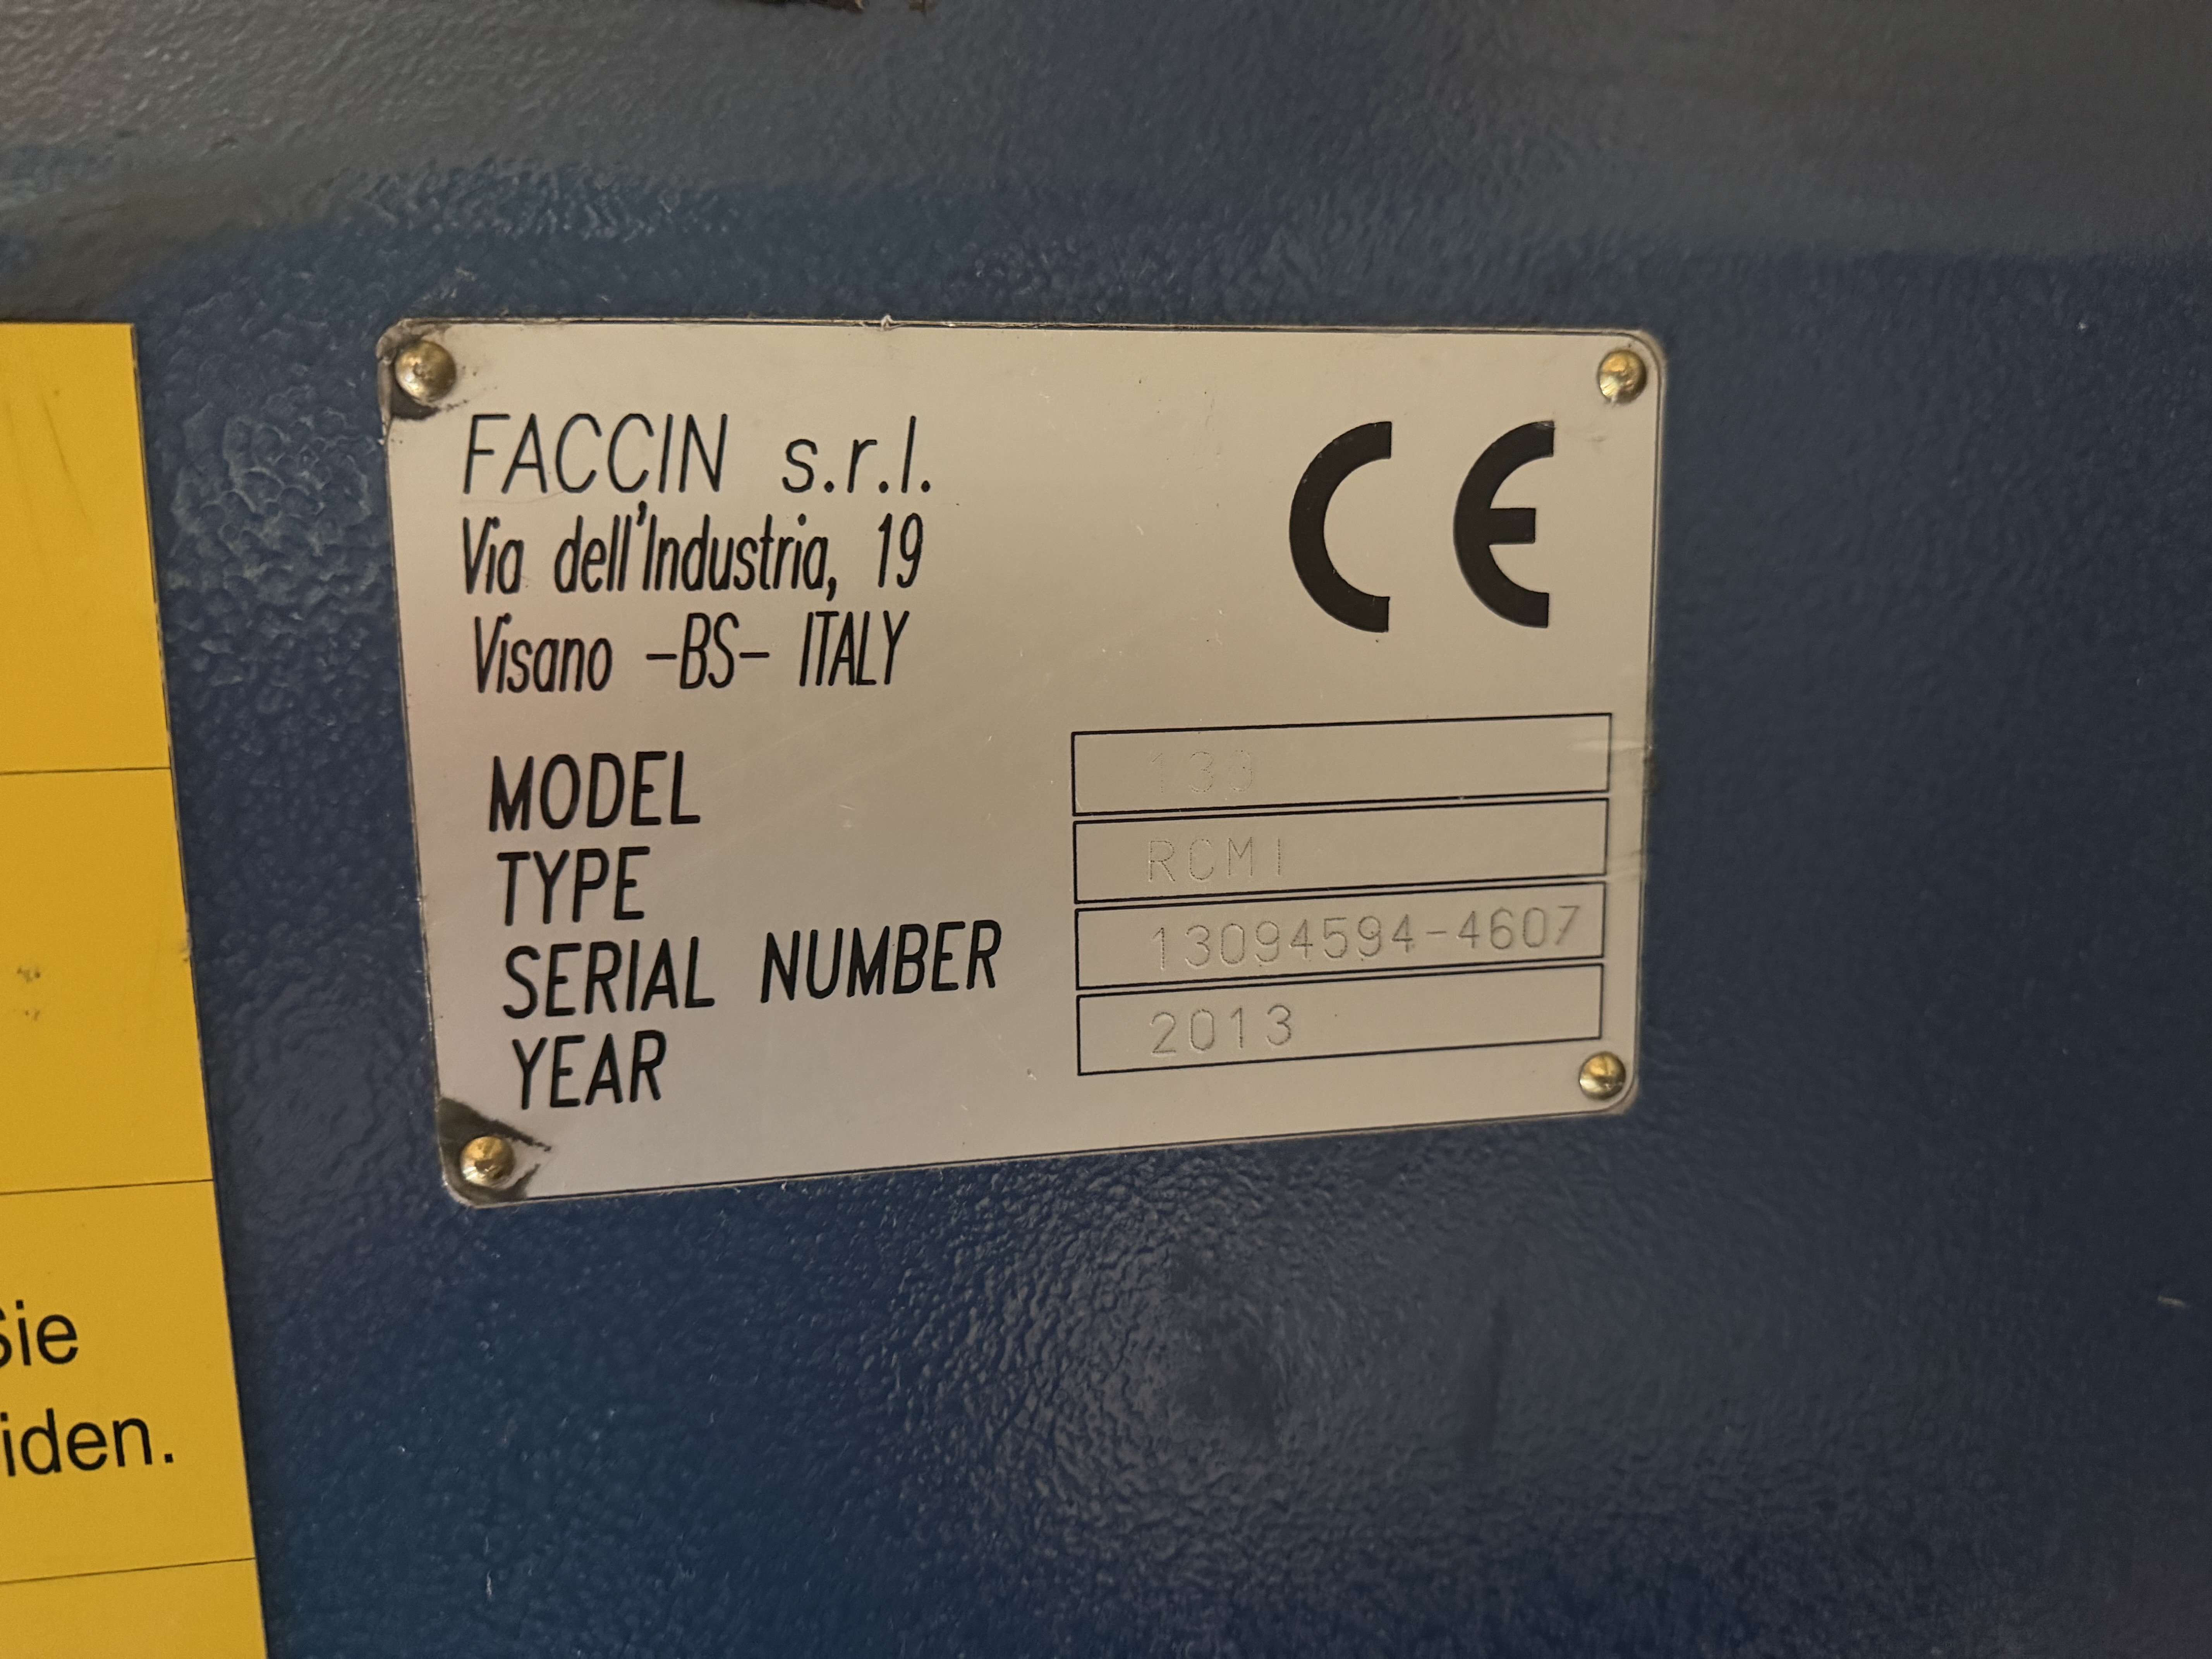 FACCIN s.r.l.
Via dell'Industria, 19
Visano -BS- ITALY
CE
MODEL 130
TYPE RCMI
SERIAL NUMBER 13094594-4607
YEAR 2013
Sie
iden.